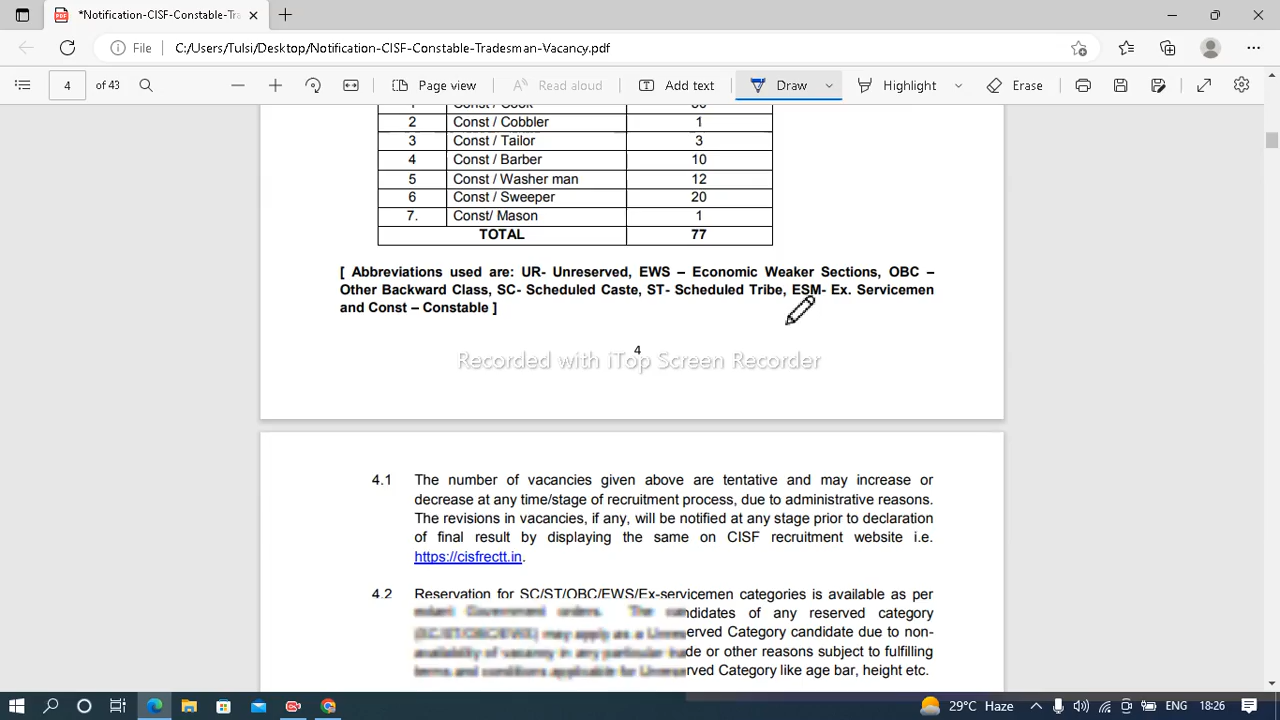 *Notification-CISF-Constable-Tra
File C:/Users/Tulsi/Desktop/Notification-CISF-Constable-Tradesman-Vacancy.pdf
4 of 43 Page view Read aloud Add text Draw Highlight Erase
2 Const / Cobbler 1
3 Const / Tailor 3
4 Const / Barber 10
5 Const / Washer man 12
6 Const / Sweeper 20
7. Const/ Mason 1
TOTAL 77
[ Abbreviations used are: UR- Unreserved, EWS – Economic Weaker Sections, OBC –
Other Backward Class, SC- Scheduled Caste, ST- Scheduled Tribe, ESM- Ex. Servicemen
and Const – Constable ]
4
Recorded with iTop Screen Recorder
4.1 The number of vacancies given above are tentative and may increase or
decrease at any time/stage of recruitment process, due to administrative reasons.
The revisions in vacancies, if any, will be notified at any stage prior to declaration
of final result by displaying the same on CISF recruitment website i.e.
https://cisfrectt.in.
4.2 Reservation for SC/ST/OBC/EWS/Ex-servicemen categories is available as per
of any reserved category
Category candidate due to non-
or other reasons subject to fulfilling
Category like age bar, height etc.
29°C Haze ENG 18:26